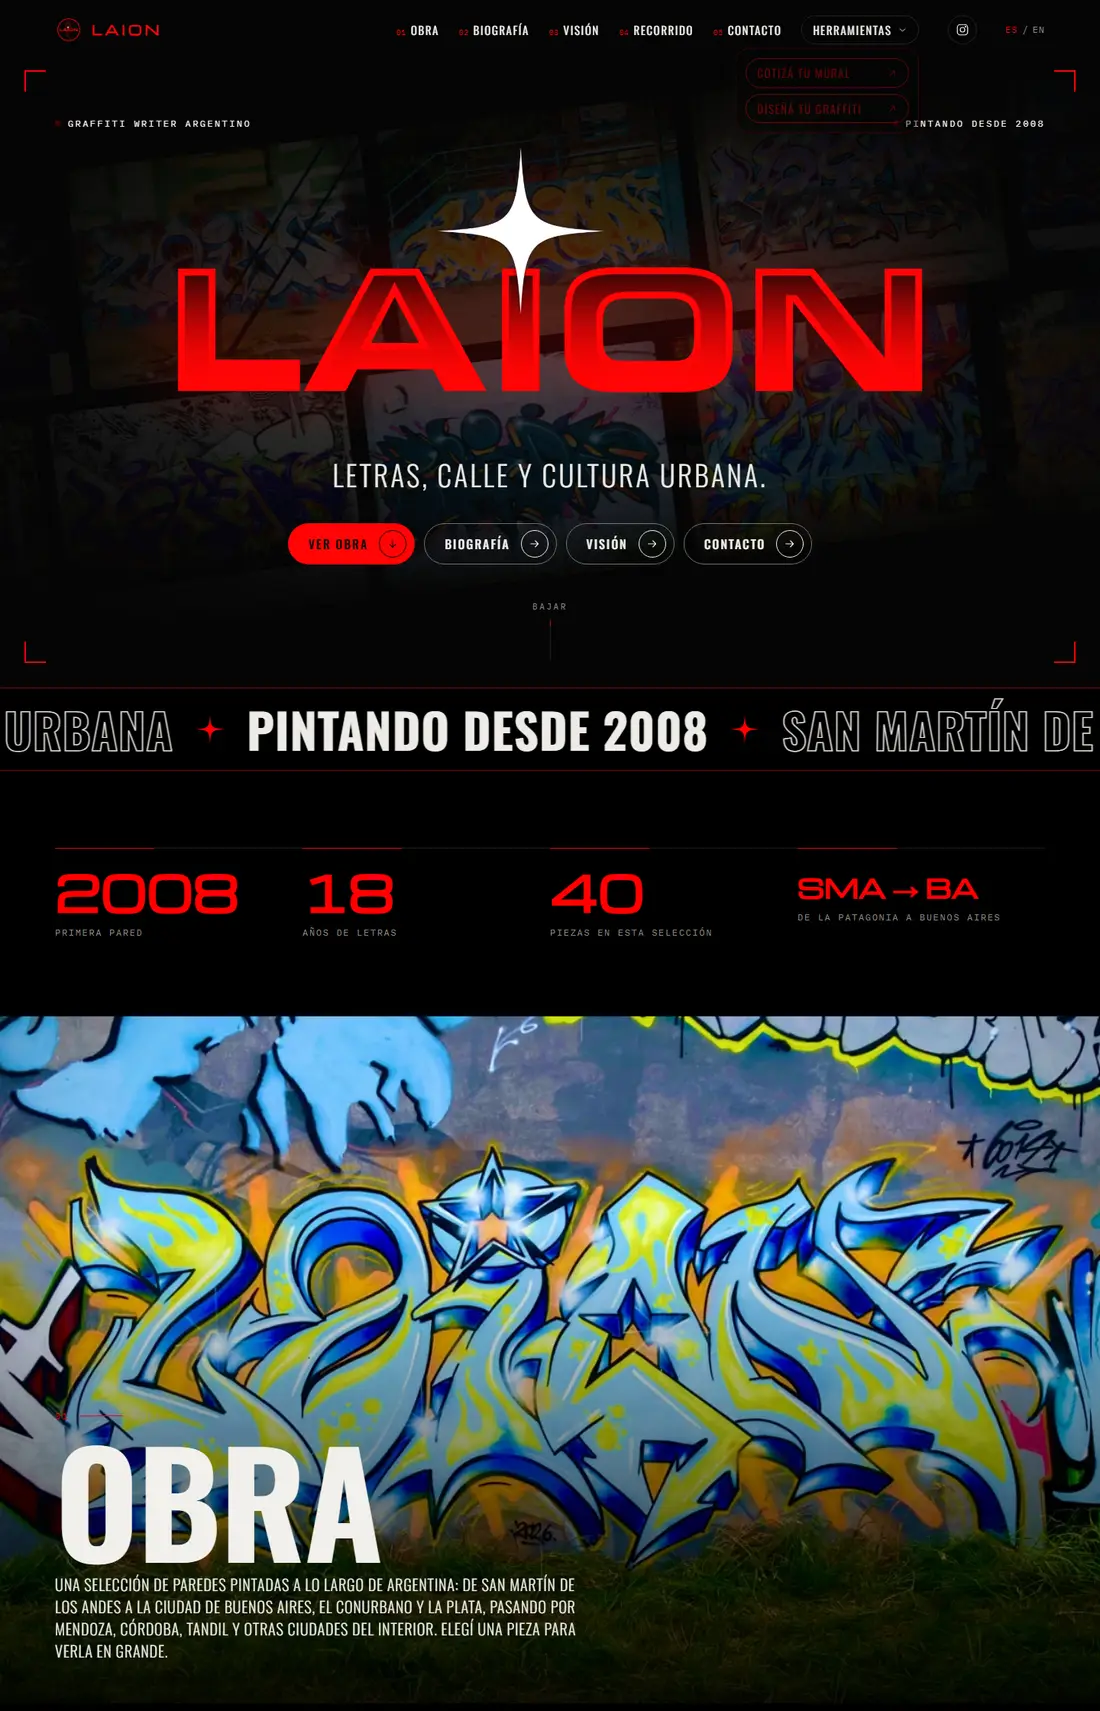 LAION
01 OBRA
02 BIOGRAFÍA
03 VISIÓN
04 RECORRIDO
05 CONTACTO
HERRAMIENTAS
ES / EN
COTIZÁ TU MURAL
DISEÑÁ TU GRAFFITI
GRAFFITI WRITER ARGENTINO
PINTANDO DESDE 2008
LAION
LETRAS, CALLE Y CULTURA URBANA.
VER OBRA
BIOGRAFÍA
VISIÓN
CONTACTO
BAJAR
URBANA PINTANDO DESDE 2008 SAN MARTÍN DE
2008
PRIMERA PARED
18
AÑOS DE LETRAS
40
PIEZAS EN ESTA SELECCIÓN
SMA → BA
DE LA PATAGONIA A BUENOS AIRES
OBRA
UNA SELECCIÓN DE PAREDES PINTADAS A LO LARGO DE ARGENTINA: DE SAN MARTÍN DE
LOS ANDES A LA CIUDAD DE BUENOS AIRES, EL CONURBANO Y LA PLATA, PASANDO POR
MENDOZA, CÓRDOBA, TANDIL Y OTRAS CIUDADES DEL INTERIOR. ELEGÍ UNA PIEZA PARA
VERLA EN GRANDE.